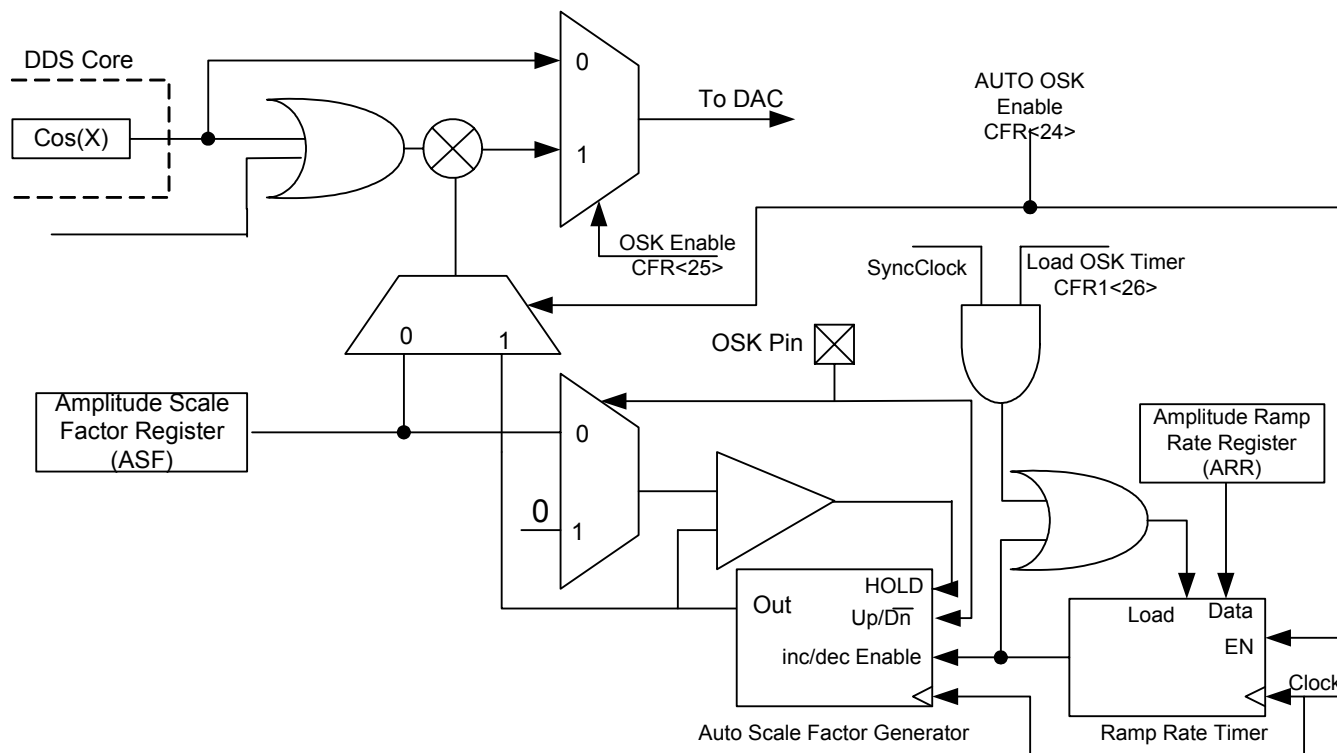 DDS Core
Cos(X)
0
1
To DAC
OSK Enable
CFR<25>
AUTO OSK
Enable
CFR<24>
SyncClock
Load OSK Timer
CFR1<26>
0
1
OSK Pin
Amplitude Scale
Factor Register
(ASF)
0
0
1
Amplitude Ramp
Rate Register
(ARR)
Out
HOLD
Up/D̅n̅
inc/dec Enable
Auto Scale Factor Generator
Load
Data
EN
Clock
Ramp Rate Timer